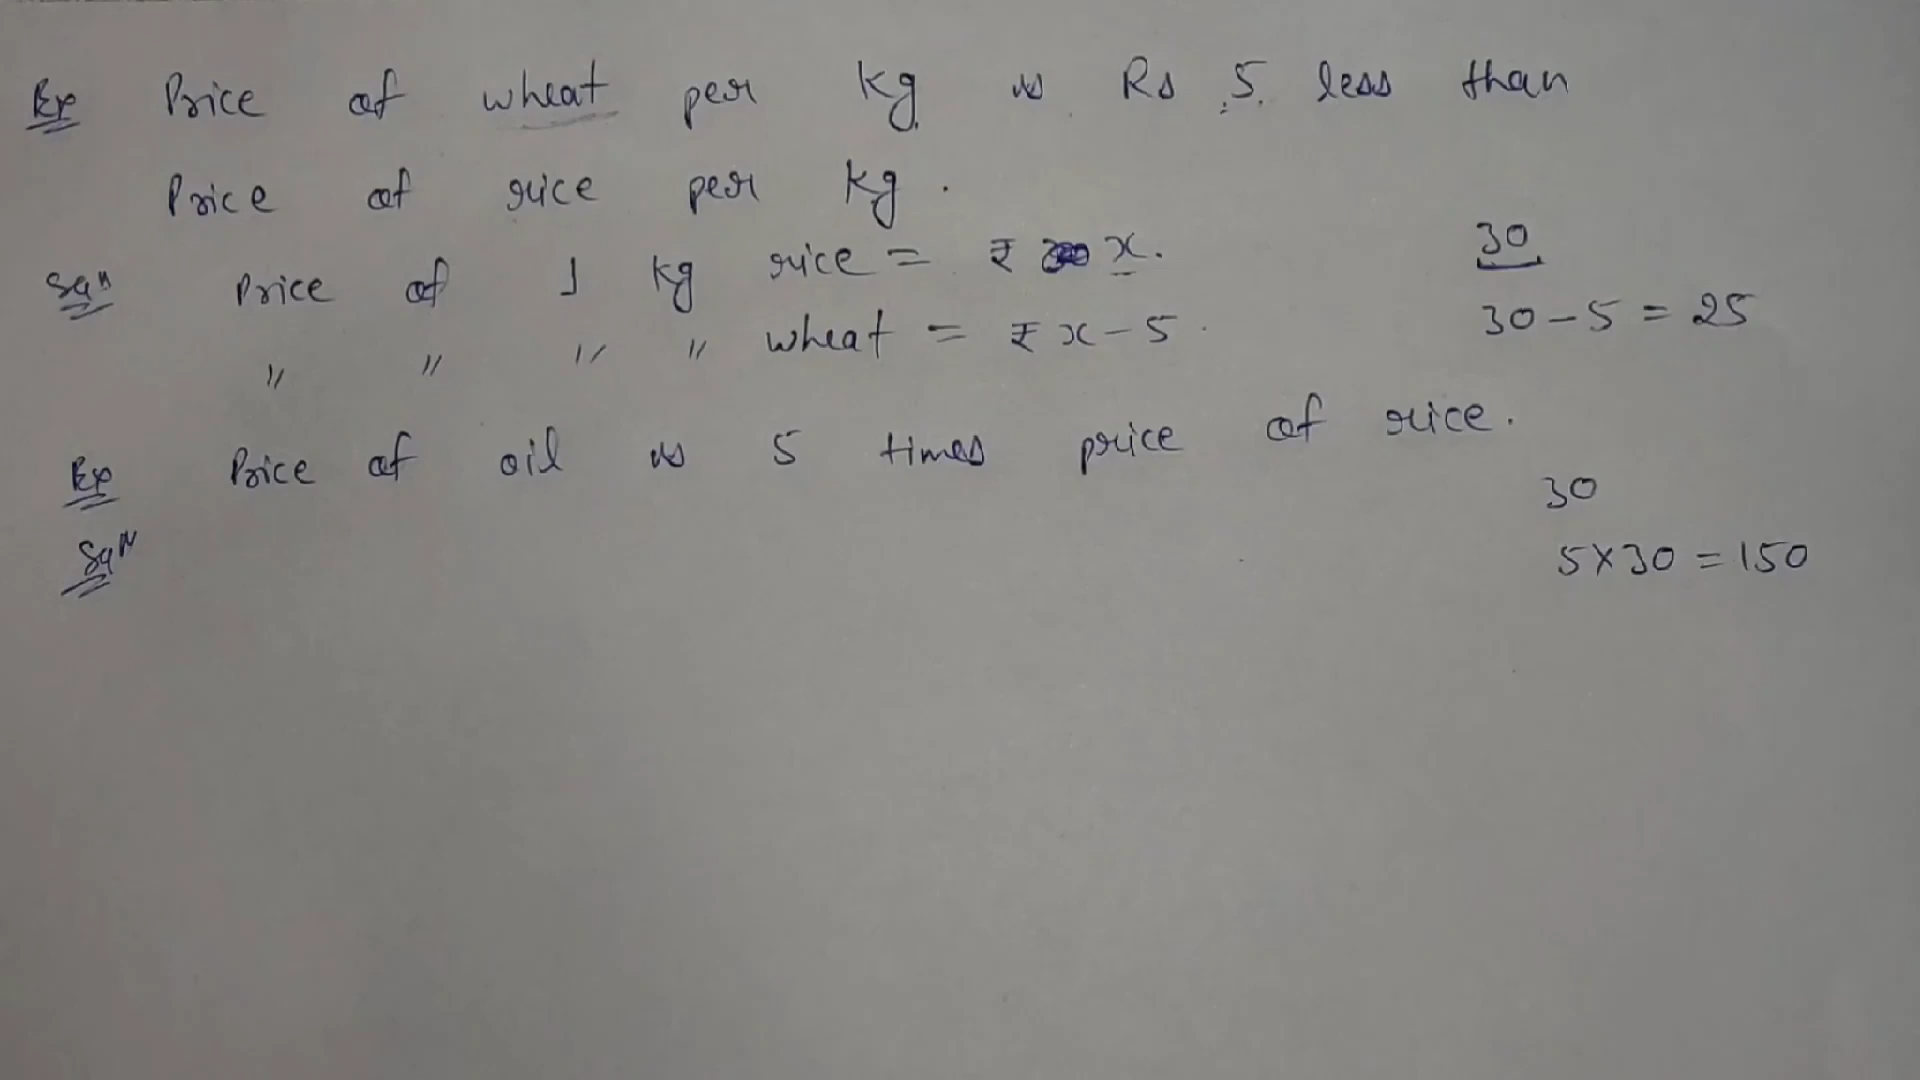 Ex Price of wheat per kg is Rs 5 less than
Price of rice per kg.
30
Solⁿ Price of 1 kg rice = ₹ x.
30 - 5 = 25
" " " " wheat = ₹ x - 5.
Ex Price of oil is 5 times price of rice.
30
Solᴺ
5 × 30 = 150